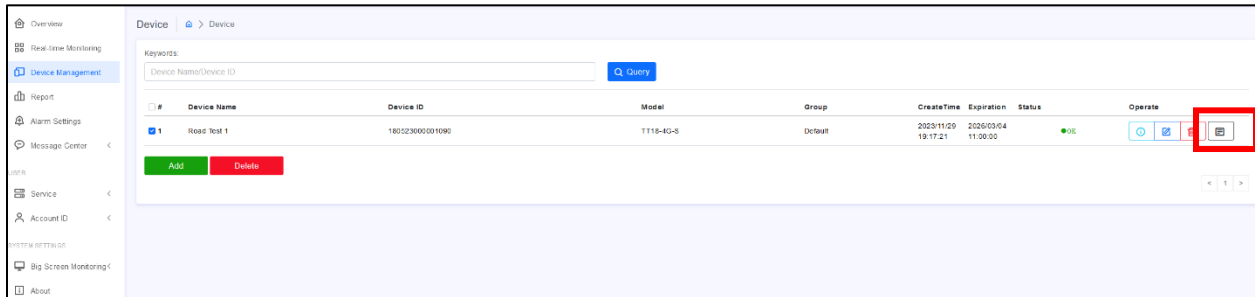 Overview
Real-time Monitoring
Device Management
Report
Alarm Settings
Message Center <
USER
Service <
Account ID <
SYSTEM SETTINGS
Big Screen Monitoring <
About
Device > Device
Keywords:
Device Name/Device ID Query
# Device Name Device ID Model Group CreateTime Expiration Status Operate
1 Road Test 1 180523000001090 TT18-4G-S Default 2023/11/29 2026/03/04 OK
19:17:21 11:00:00
Add Delete
< 1 >